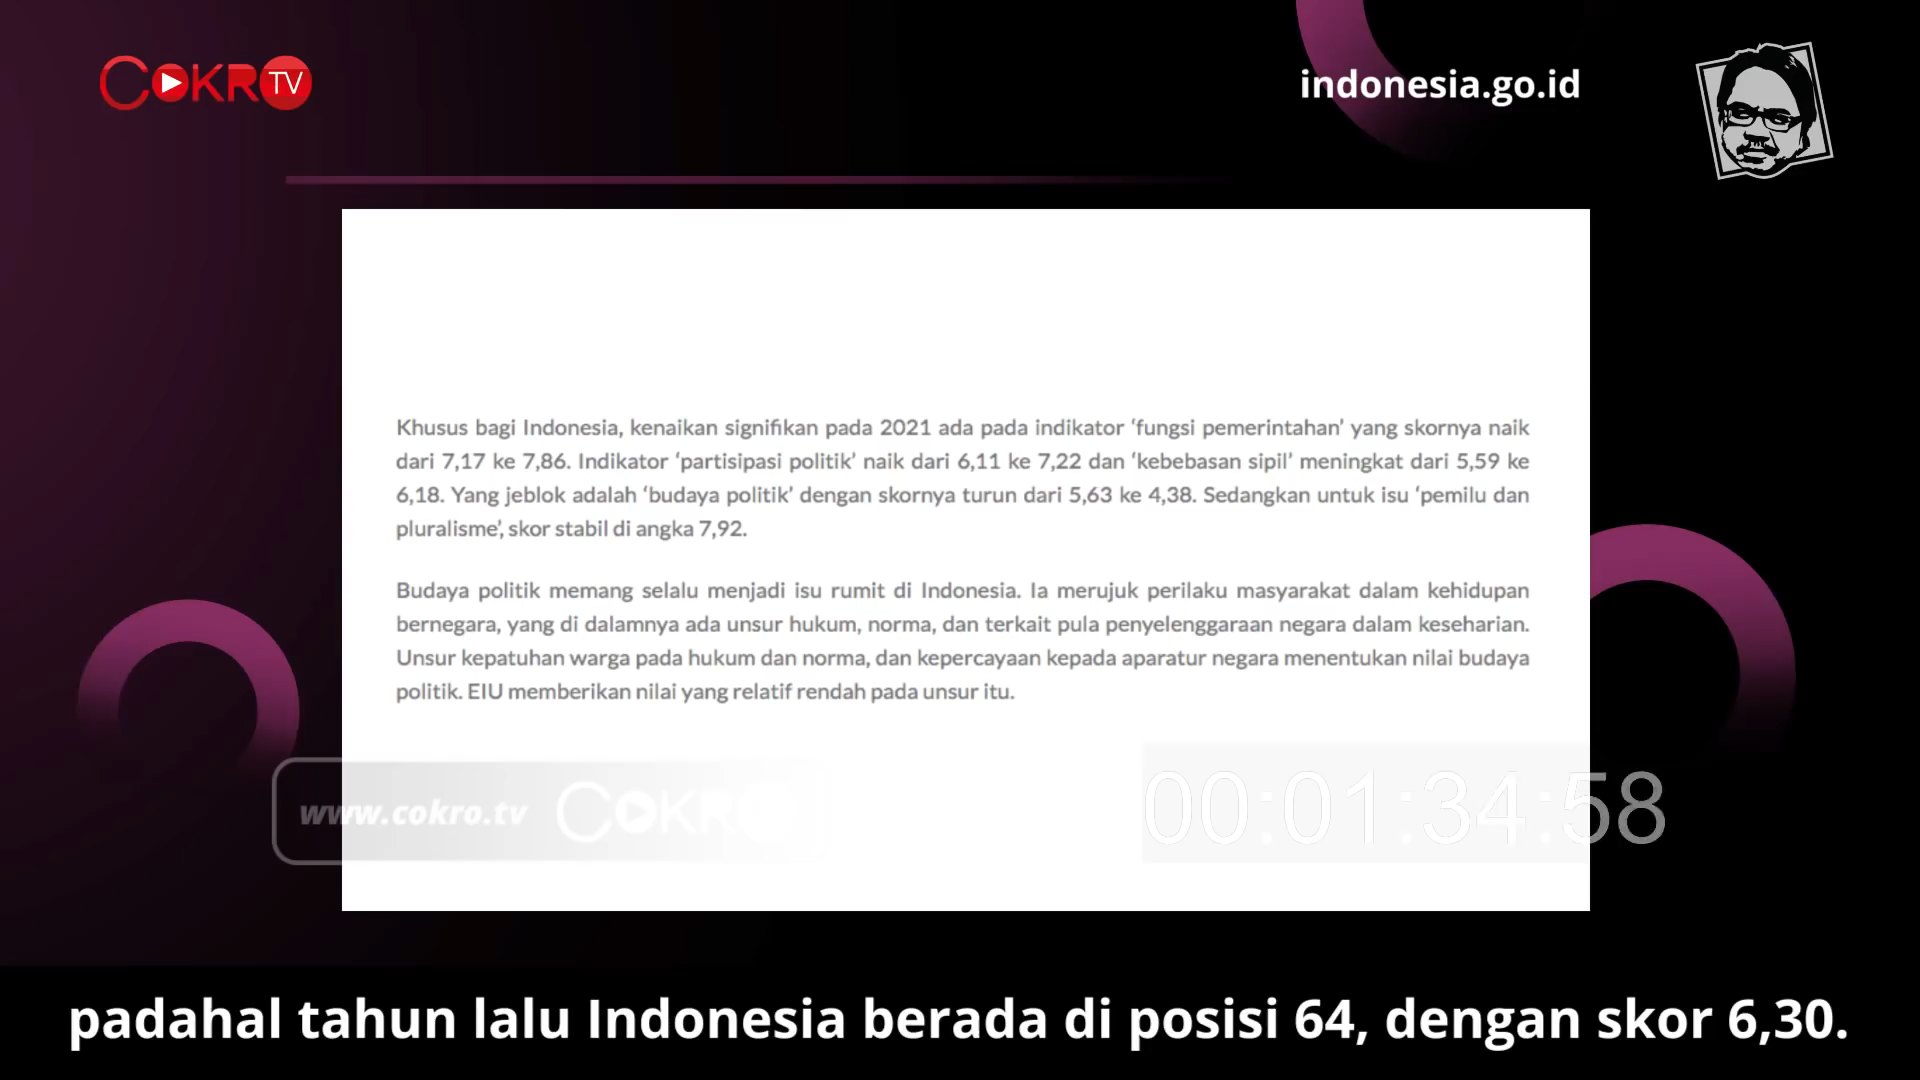 COKRO TV
indonesia.go.id
Khusus bagi Indonesia, kenaikan signifikan pada 2021 ada pada indikator ‘fungsi pemerintahan’ yang skornya naik
dari 7,17 ke 7,86. Indikator ‘partisipasi politik’ naik dari 6,11 ke 7,22 dan ‘kebebasan sipil’ meningkat dari 5,59 ke
6,18. Yang jeblok adalah ‘budaya politik’ dengan skornya turun dari 5,63 ke 4,38. Sedangkan untuk isu ‘pemilu dan
pluralisme’, skor stabil di angka 7,92.
Budaya politik memang selalu menjadi isu rumit di Indonesia. Ia merujuk perilaku masyarakat dalam kehidupan
bernegara, yang di dalamnya ada unsur hukum, norma, dan terkait pula penyelenggaraan negara dalam keseharian.
Unsur kepatuhan warga pada hukum dan norma, dan kepercayaan kepada aparatur negara menentukan nilai budaya
politik. EIU memberikan nilai yang relatif rendah pada unsur itu.
www.cokro.tv COKRO
00:01:34:58
padahal tahun lalu Indonesia berada di posisi 64, dengan skor 6,30.